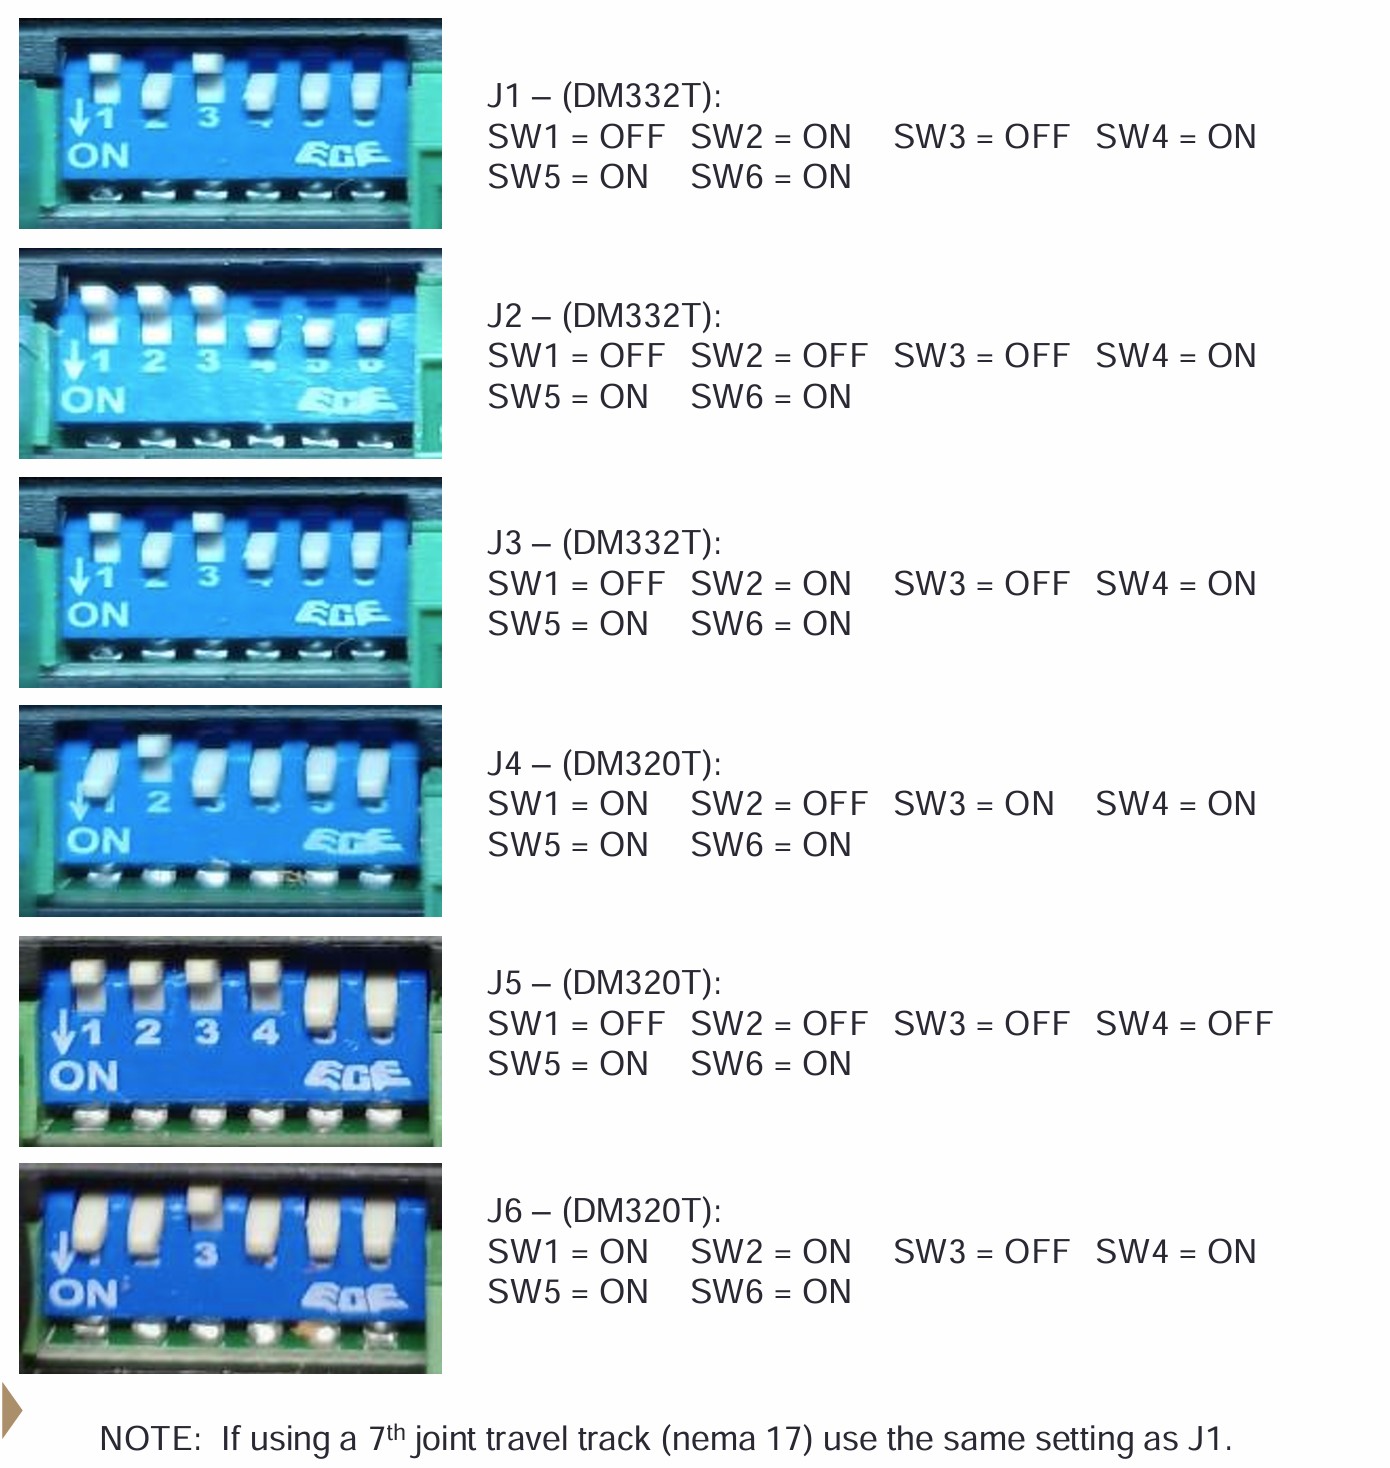 1 3
ON ECE
J1 – (DM332T):
SW1 = OFF SW2 = ON SW3 = OFF SW4 = ON
SW5 = ON SW6 = ON
1 2 3
ON ECE
J2 – (DM332T):
SW1 = OFF SW2 = OFF SW3 = OFF SW4 = ON
SW5 = ON SW6 = ON
1 3
ON ECE
J3 – (DM332T):
SW1 = OFF SW2 = ON SW3 = OFF SW4 = ON
SW5 = ON SW6 = ON
2
ON ECE
J4 – (DM320T):
SW1 = ON SW2 = OFF SW3 = ON SW4 = ON
SW5 = ON SW6 = ON
1 2 3 4
ON ECE
J5 – (DM320T):
SW1 = OFF SW2 = OFF SW3 = OFF SW4 = OFF
SW5 = ON SW6 = ON
3
ON ECE
J6 – (DM320T):
SW1 = ON SW2 = ON SW3 = OFF SW4 = ON
SW5 = ON SW6 = ON
NOTE: If using a 7th joint travel track (nema 17) use the same setting as J1.